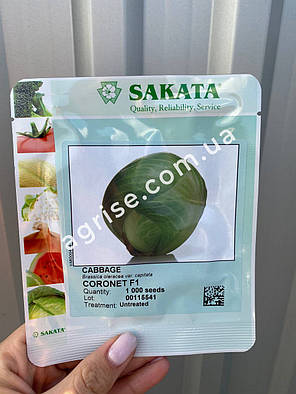 SAKATA
Quality, Reliability, Service
agrise.com.ua
CABBAGE
Brassica oleracea var. capitata
CORONET F1
Quantity: 1 000 seeds
Lot: 00115541
Treatment: Untreated
SAKATA